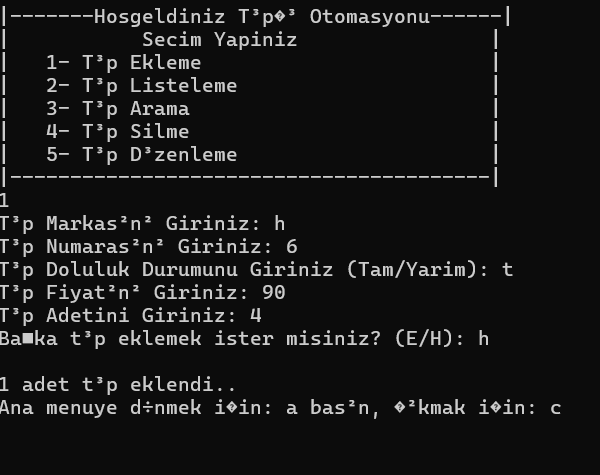 |-------Hosgeldiniz T³p�³ Otomasyonu------|
|           Secim Yapiniz                |
|   1- T³p Ekleme                        |
|   2- T³p Listeleme                     |
|   3- T³p Arama                         |
|   4- T³p Silme                         |
|   5- T³p D³zenleme                     |
|----------------------------------------|
1
T³p Markas²n² Giriniz: h
T³p Numaras²n² Giriniz: 6
T³p Doluluk Durumunu Giriniz (Tam/Yarim): t
T³p Fiyat²n² Giriniz: 90
T³p Adetini Giriniz: 4
Ba■ka t³p eklemek ister misiniz? (E/H): h
1 adet t³p eklendi..
Ana menuye d÷nmek i�in: a bas²n, �²kmak i�in: c